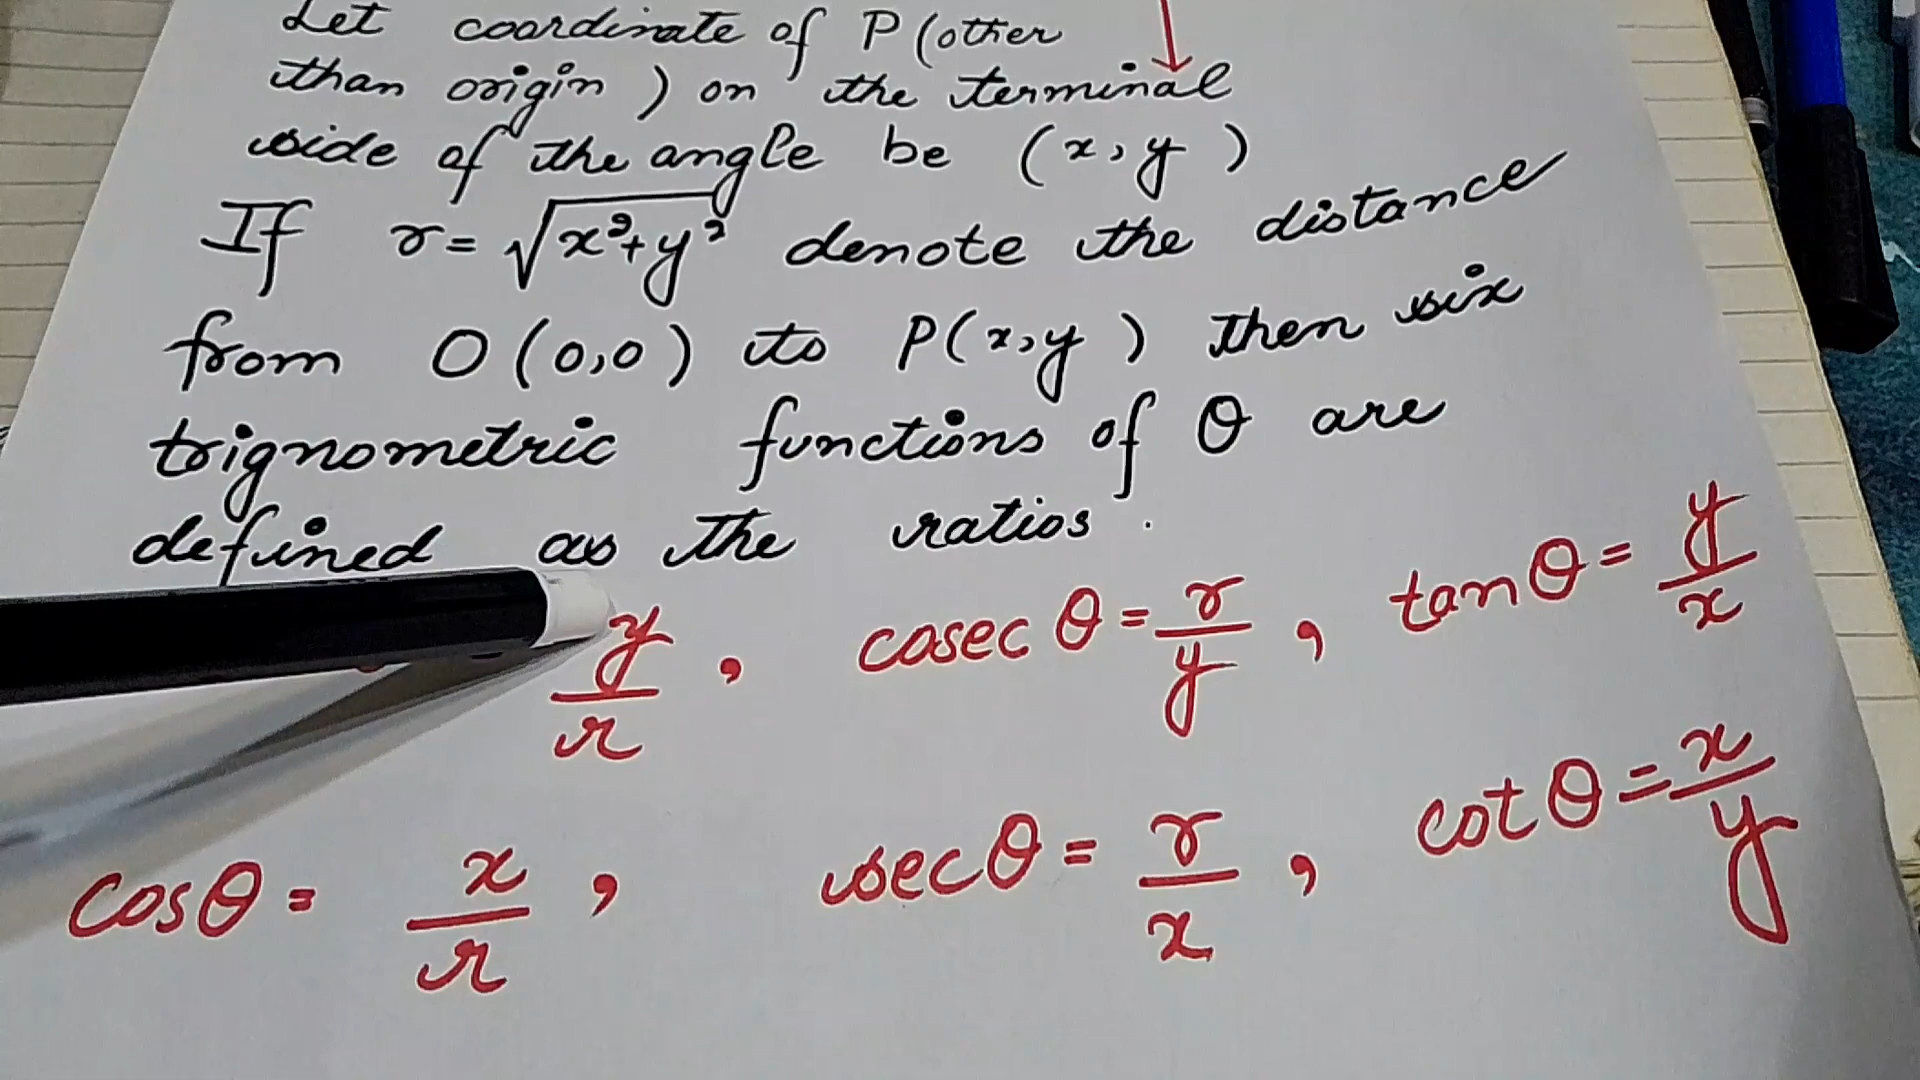 Let coordinate of P (other
than origin) on the terminal
side of the angle be (x, y)
If r = √x²+y² denote the distance
from O (0,0) to P(x,y) then six
trignometric functions of θ are
defined as the ratios.
y/r , cosec θ = r/y , tan θ = y/x
cos θ = x/r , sec θ = r/x , cot θ = x/y